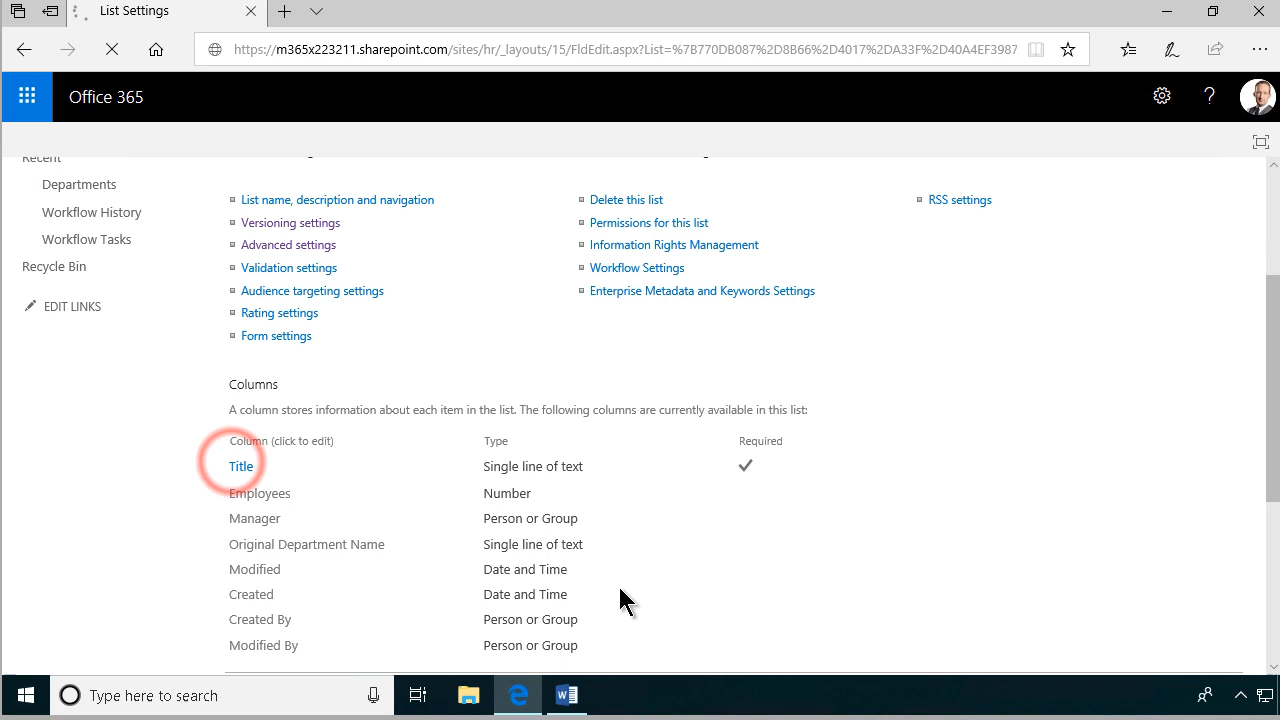 List Settings
https://m365x223211.sharepoint.com/sites/hr/_layouts/15/FldEdit.aspx?List=%7B770DB087%2D8B66%2D4017%2DA33F%2D40A4EF3987
Office 365
Recent
Departments
Workflow History
Workflow Tasks
Recycle Bin
EDIT LINKS
List name, description and navigation
Delete this list
RSS settings
Versioning settings
Permissions for this list
Advanced settings
Information Rights Management
Validation settings
Workflow Settings
Audience targeting settings
Enterprise Metadata and Keywords Settings
Rating settings
Form settings
Columns
A column stores information about each item in the list. The following columns are currently available in this list:
Column (click to edit) Type Required
Title Single line of text
Employees Number
Manager Person or Group
Original Department Name Single line of text
Modified Date and Time
Created Date and Time
Created By Person or Group
Modified By Person or Group
Type here to search